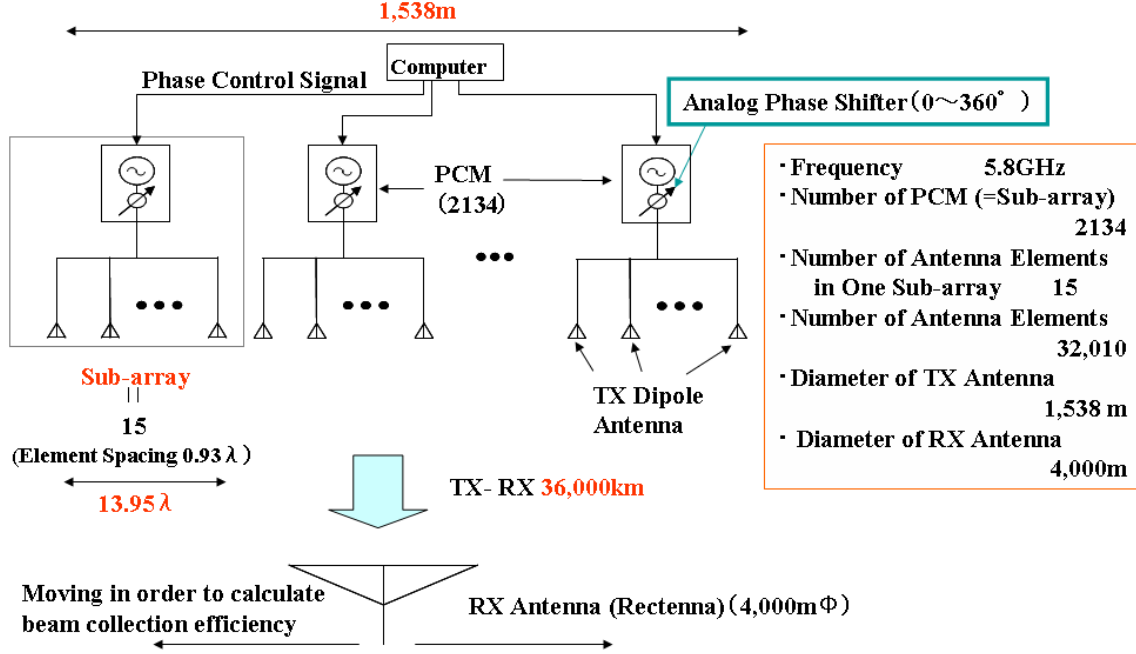 1,538m
Computer
Phase Control Signal
Analog Phase Shifter(0～360°)
PCM
(2134)
･Frequency 5.8GHz
･Number of PCM (=Sub-array)
2134
･Number of Antenna Elements
in One Sub-array 15
･Number of Antenna Elements
32,010
･Diameter of TX Antenna
1,538 m
･ Diameter of RX Antenna
4,000m
•••
•••
•••
•••
Sub-array
=
15
(Element Spacing 0.93λ)
13.95λ
TX Dipole
Antenna
TX- RX 36,000km
Moving in order to calculate
beam collection efficiency
RX Antenna (Rectenna)(4,000mΦ)